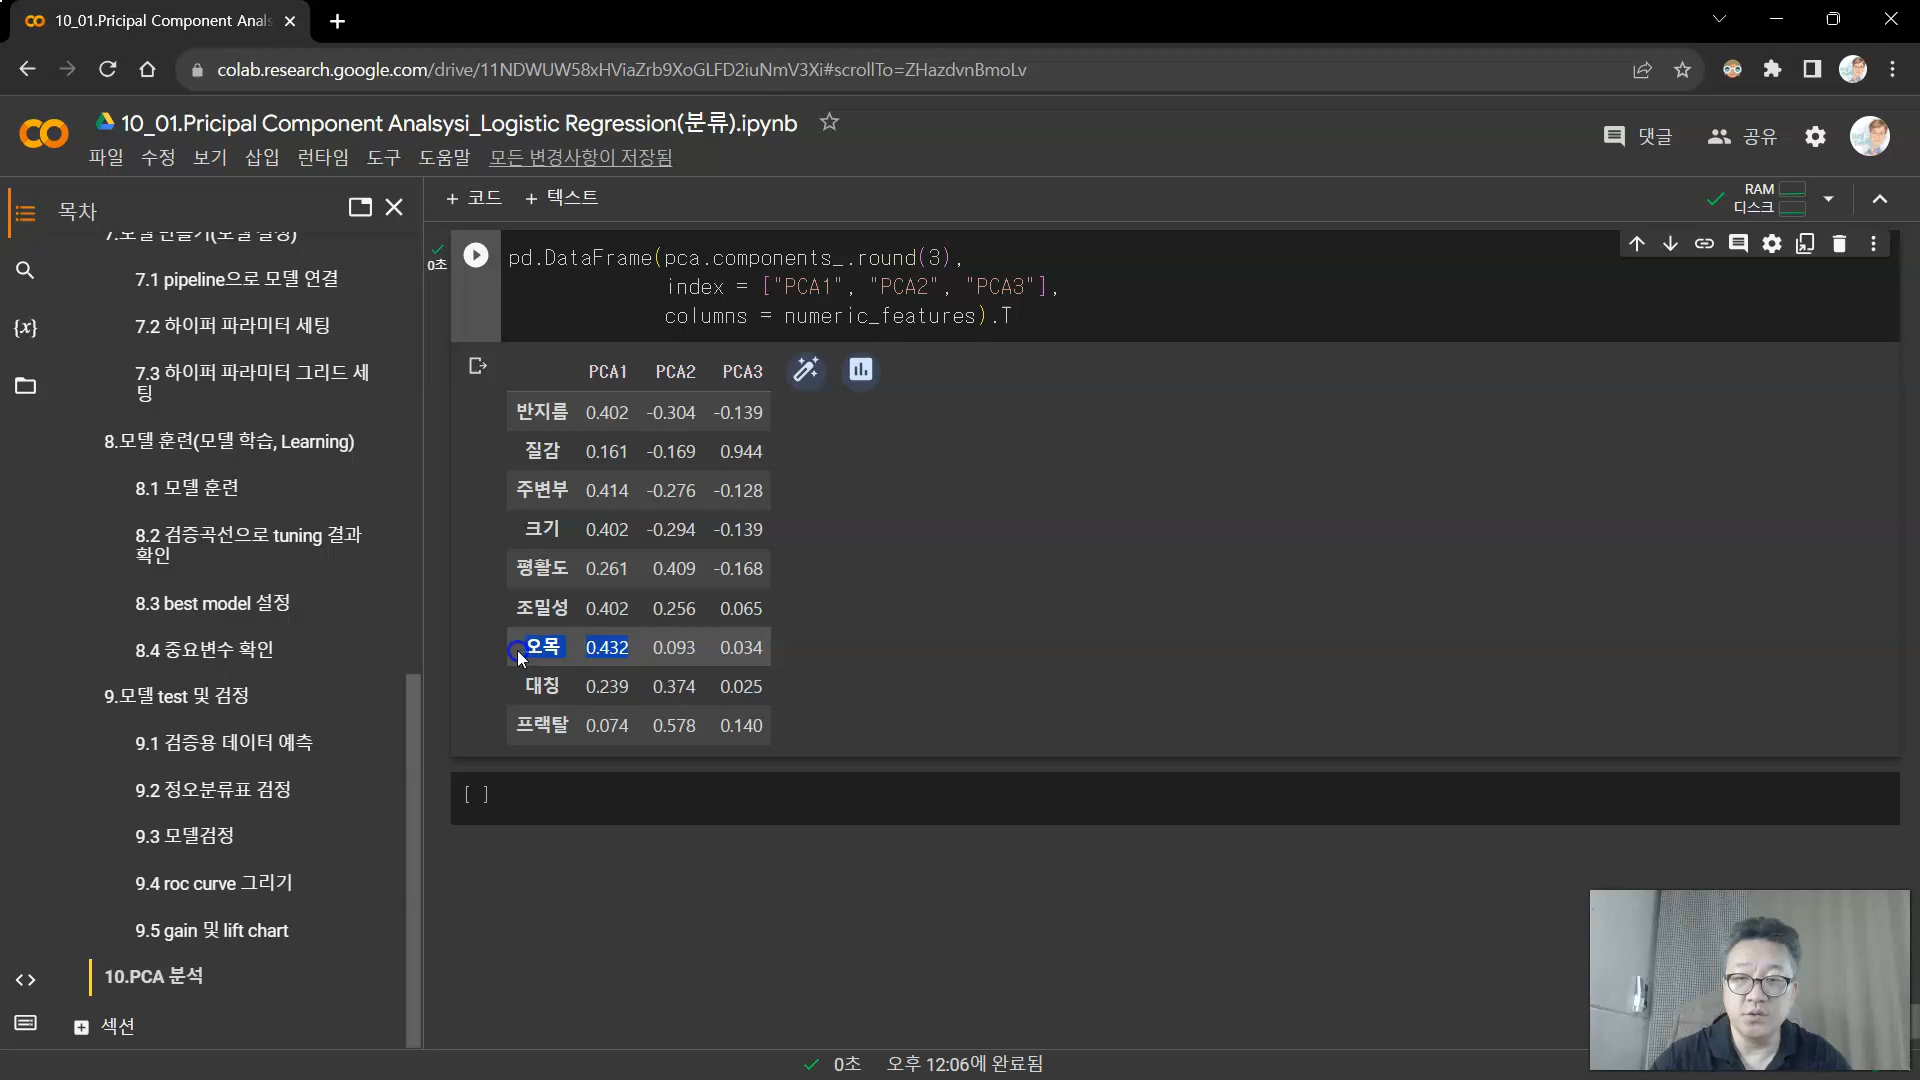 10_01.Pricipal Component Anals
colab.research.google.com/drive/11NDWUW58xHViaZrb9XoGLFD2iuNmV3Xi#scrollTo=ZHazdvnBmoLv
10_01.Pricipal Component Analsysi_Logistic Regression(분류).ipynb
댓글
공유
파일 수정 보기 삽입 런타임 도구 도움말 모든 변경사항이 저장됨
목차
+ 코드 + 텍스트
RAM
디스크
7.모델 만들기(모델 설정)
7.1 pipeline으로 모델 연결
7.2 하이퍼 파라미터 세팅
7.3 하이퍼 파라미터 그리드 세
팅
8.모델 훈련(모델 학습, Learning)
8.1 모델 훈련
8.2 검증곡선으로 tuning 결과
확인
8.3 best model 설정
8.4 중요변수 확인
9.모델 test 및 검정
9.1 검증용 데이터 예측
9.2 정오분류표 검정
9.3 모델검정
9.4 roc curve 그리기
9.5 gain 및 lift chart
10.PCA 분석
섹션
{x}
0초
pd.DataFrame(pca.components_.round(3),
index = ["PCA1", "PCA2", "PCA3"],
columns = numeric_features).T
PCA1 PCA2 PCA3
반지름 0.402 -0.304 -0.139
질감 0.161 -0.169 0.944
주변부 0.414 -0.276 -0.128
크기 0.402 -0.294 -0.139
평활도 0.261 0.409 -0.168
조밀성 0.402 0.256 0.065
오목 0.432 0.093 0.034
대칭 0.239 0.374 0.025
프랙탈 0.074 0.578 0.140
[ ]
0초 오후 12:06에 완료됨